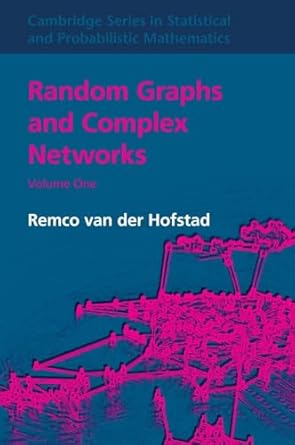 Cambridge Series in Statistical
and Probabilistic Mathematics
Random Graphs
and Complex
Networks
Volume One
Remco van der Hofstad